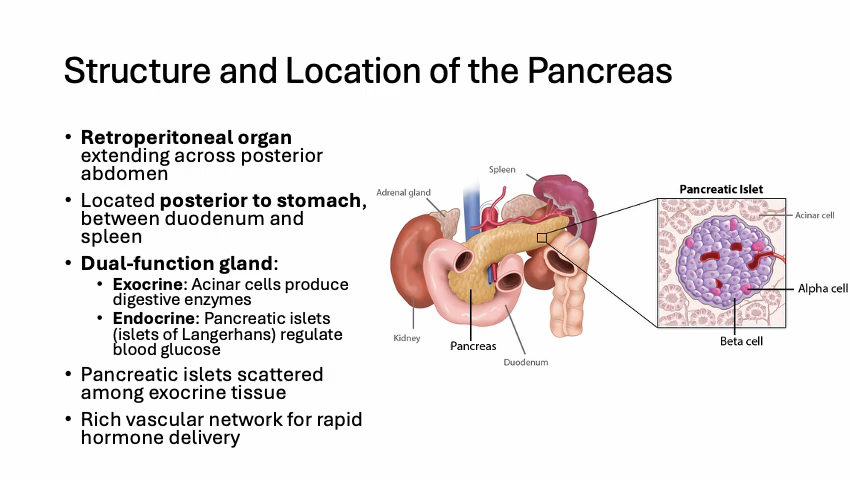 Structure and Location of the Pancreas
• Retroperitoneal organ
extending across posterior
abdomen
• Located posterior to stomach,
between duodenum and
spleen
• Dual-function gland:
• Exocrine: Acinar cells produce
digestive enzymes
• Endocrine: Pancreatic islets
(islets of Langerhans) regulate
blood glucose
• Pancreatic islets scattered
among exocrine tissue
• Rich vascular network for rapid
hormone delivery
Spleen
Adrenal gland
Kidney
Pancreas
Duodenum
Pancreatic Islet
Acinar cell
Alpha cell
Beta cell